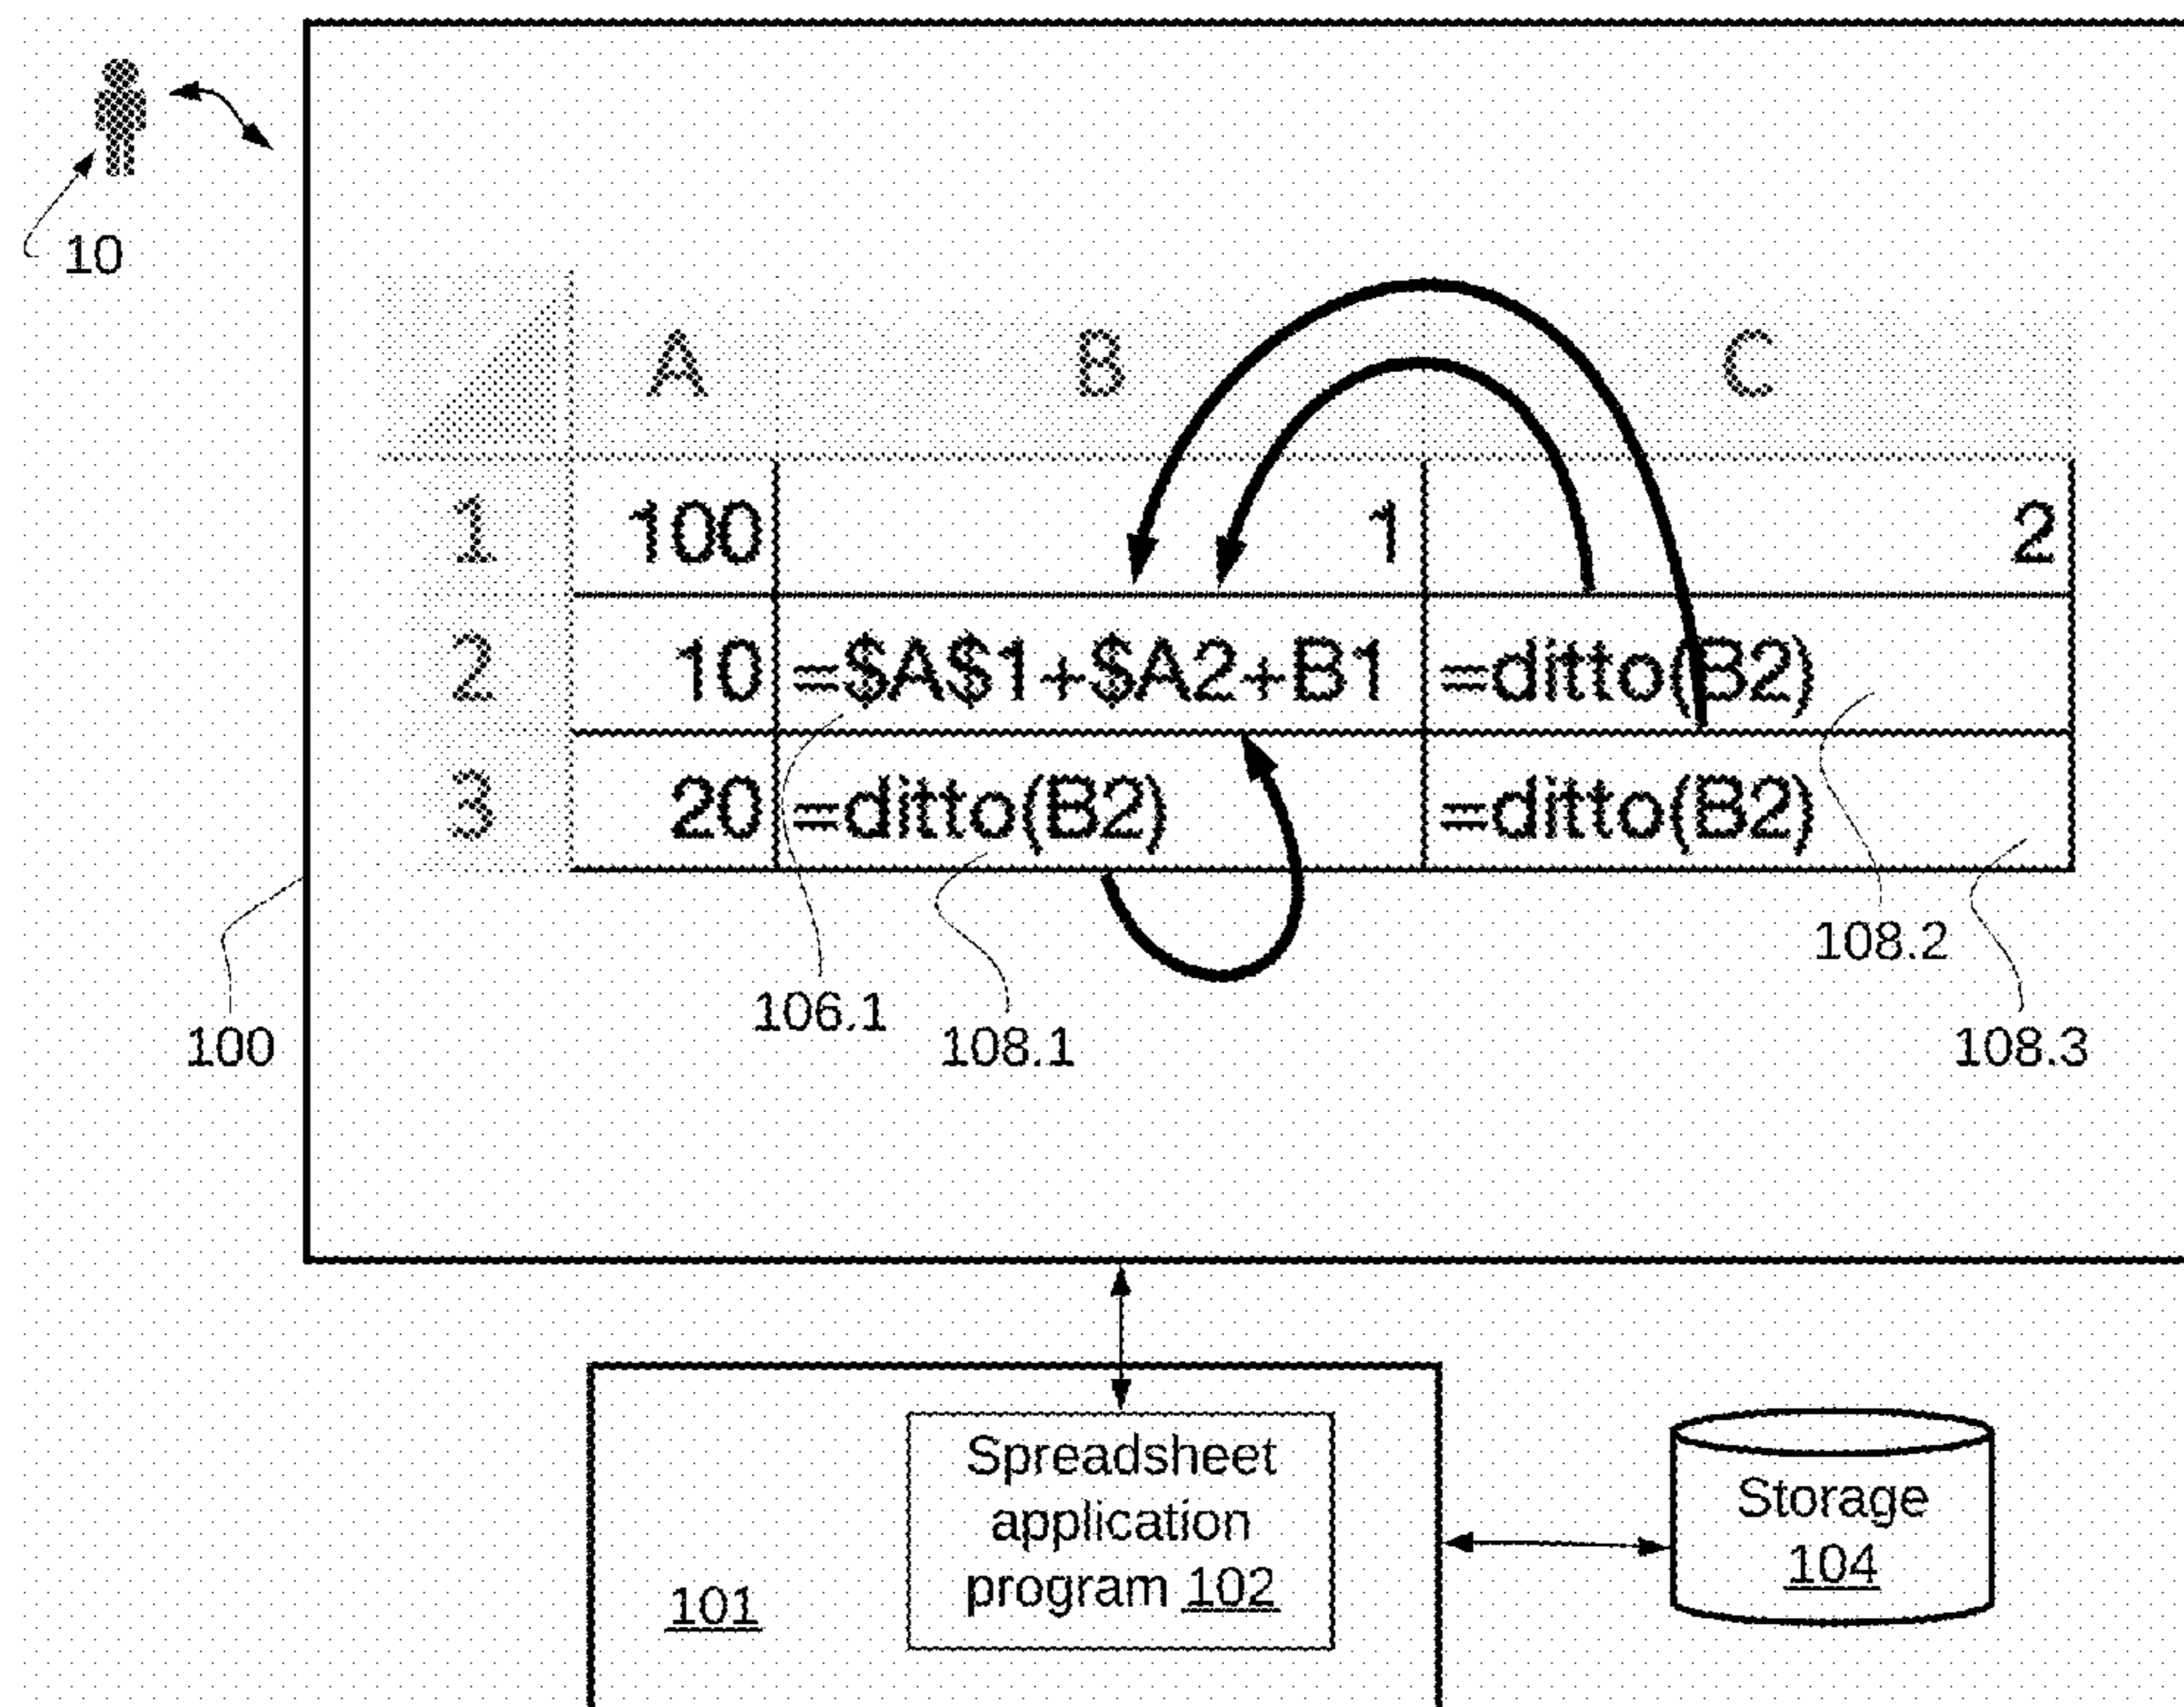 10
A B C
1 100 1 2
2 10 =$A$1+$A2+B1 =ditto(B2)
3 20 =ditto(B2) =ditto(B2)
108.2
106.1
100 108.1 108.3
Spreadsheet
application
program 102
101
Storage
104